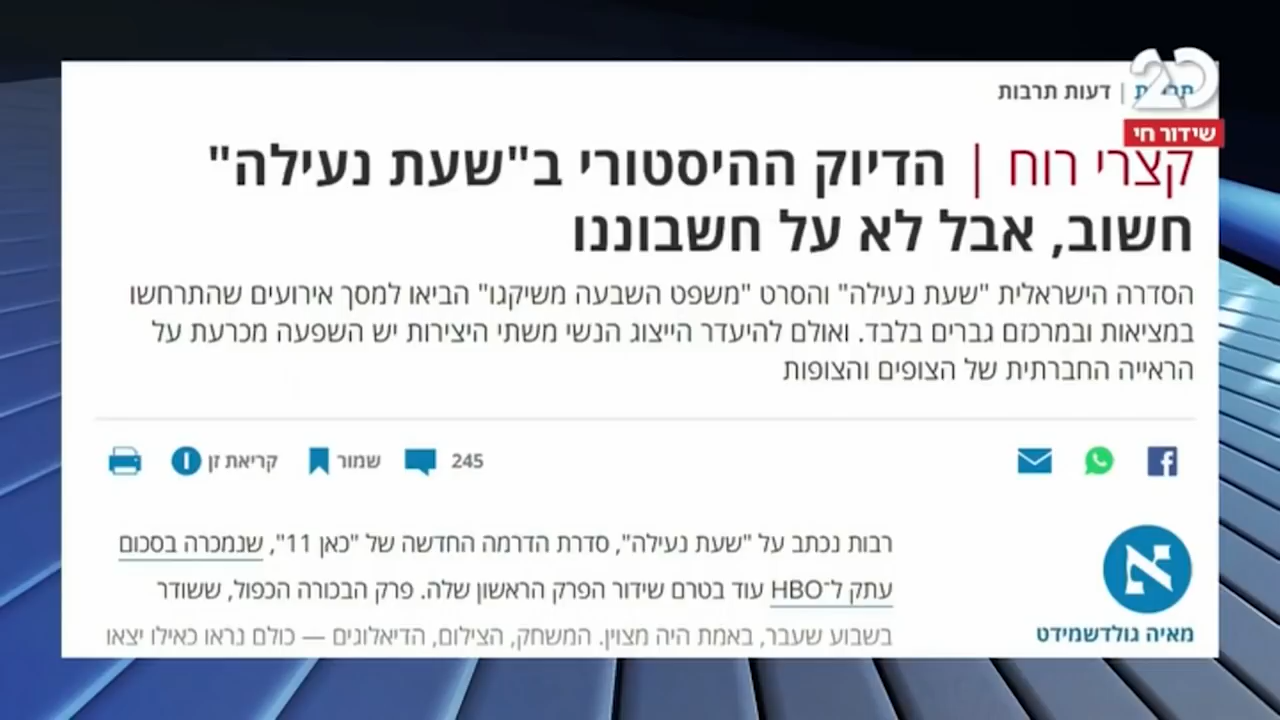 20
תרבות | דעות תרבות
שידור חי
קצרי רוח | הדיוק ההיסטורי ב"שעת נעילה"
חשוב, אבל לא על חשבוננו
הסדרה הישראלית "שעת נעילה" והסרט "משפט השבעה משיקגו" הביאו למסך אירועים שהתרחשו
במציאות ובמרכזם גברים בלבד. ואולם להיעדר הייצוג הנשי משתי היצירות יש השפעה מכרעת על
הראייה החברתית של הצופים והצופות
245
שמור
קריאת זן
רבות נכתב על "שעת נעילה", סדרת הדרמה החדשה של "כאן 11", שנמכרה בסכום
עתק ל־HBO עוד בטרם שידור הפרק הראשון שלה. פרק הבכורה הכפול, ששודר
בשבוע שעבר, באמת היה מצוין. המשחק, הצילום, הדיאלוגים — כולם נראו כאילו יצאו
א
מאיה גולדשמידט